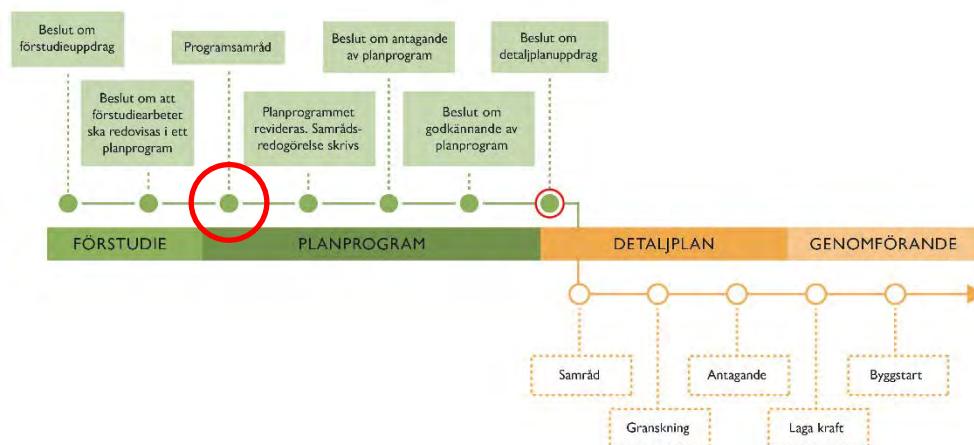 Beslut om
förstudieuppdrag
Beslut om att
förstudiearbetet
ska redovisas i ett
planprogram
Programsamråd
Planprogrammet
revideras. Samråds-
redogörelse skrivs
Beslut om antagande
av planprogram
Beslut om
godkännande av
planprogram
Beslut om
detaljplanuppdrag
FÖRSTUDIE
PLANPROGRAM
DETALJPLAN
GENOMFÖRANDE
Samråd
Granskning
Antagande
Laga kraft
Byggstart